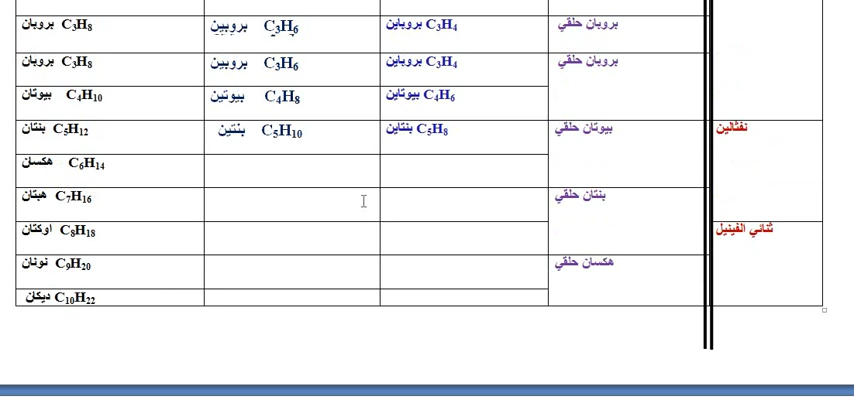 بروبان C3H8 بروبين C3H6 بروباين C3H4 بروبان حلقي
بروبان C3H8 بروبين C3H6 بروباين C3H4 بروبان حلقي
بيوتان C4H10 بيوتين C4H8 بيوتاين C4H6
بنتان C5H12 بنتين C5H10 بنتاين C5H8 بيوتان حلقي نفثالين
هكسان C6H14
هبتان C7H16 بنتان حلقي
اوكتان C8H18 ثنائي الفينيل
نونان C9H20 هكسان حلقي
ديكان C10H22